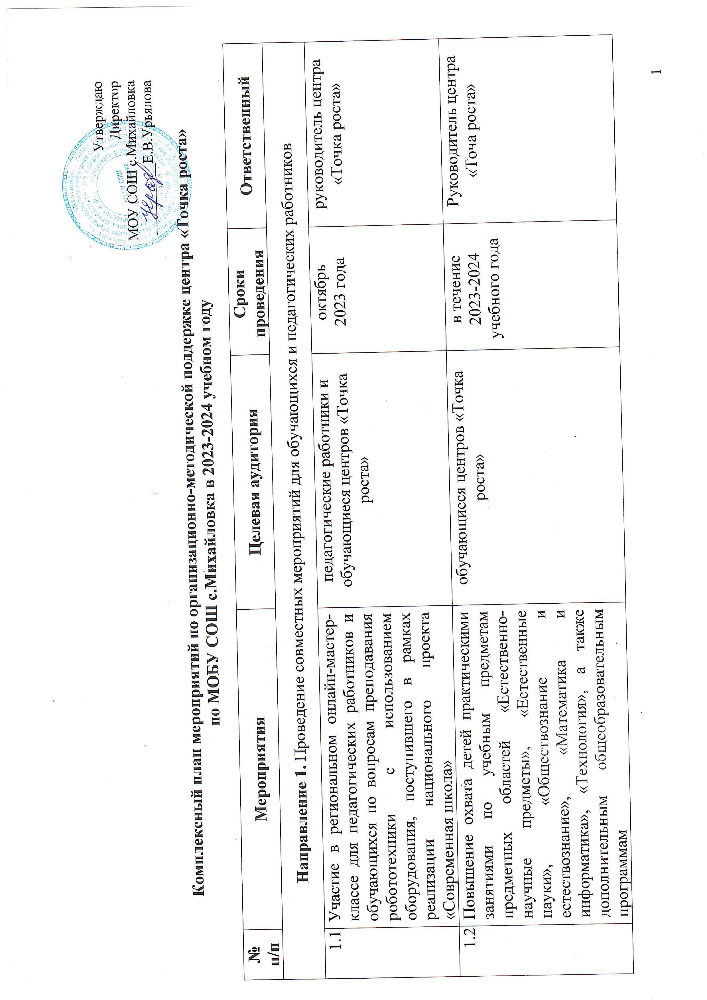 Утверждаю
Директор
МОУ СОШ с.Михайловка
Е.В.Урьялова
Комплексный план мероприятий по организационно-методической поддержке центра «Точка роста»
по МОБУ СОШ с.Михайловка в 2023-2024 учебном году
№
п/п
Мероприятия
Целевая аудитория
Сроки
проведения
Ответственный
Направление 1. Проведение совместных мероприятий для обучающихся и педагогических работников
1.1
Участие в региональном онлайн-мастер-
классе для педагогических работников и
обучающихся по вопросам преподавания
робототехники с использованием
оборудования, поступившего в рамках
реализации национального проекта
«Современная школа»
педагогические работники и
обучающиеся центров «Точка
роста»
октябрь
2023 года
руководитель центра
«Точка роста»
1.2
Повышение охвата детей практическими
занятиями по учебным предметам
предметных областей «Естественно-
научные предметы», «Естественные
науки», «Обществознание и
естествознание», «Математика и
информатика», «Технология», а также
дополнительным общеобразовательным
программам
обучающиеся центров «Точка
роста»
в течение
2023-2024
учебного года
Руководитель центра
«Точа роста»
1